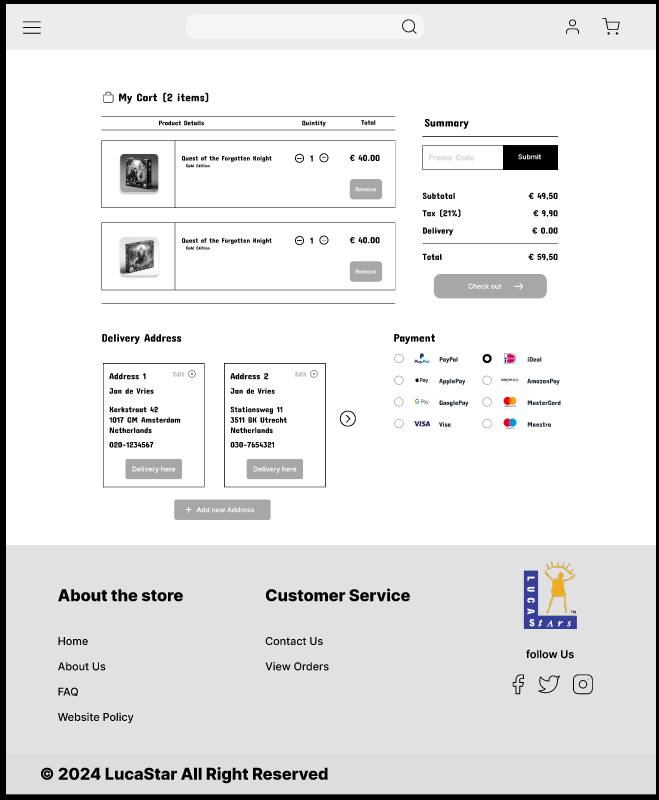 My Cart (2 items)
Product Details Quintity Total
Quest of the Forgotten Knight
Gold Edition
1
€ 40.00
Remove
Quest of the Forgotten Knight
Gold Edition
1
€ 40.00
Remove
Summary
Promo Code Submit
Subtotal € 49,50
Tax (21%) € 9,90
Delivery € 0.00
Total € 59,50
Check out
Delivery Address
Address 1 Edit
Jan de Vries
Kerkstraat 42
1017 GM Amsterdam
Netherlands
020-1234567
Delivery here
Address 2 Edit
Jan de Vries
Stationsweg 11
3511 BK Utrecht
Netherlands
030-7654321
Delivery here
+ Add new Address
Payment
PayPal PayPal
iDeal
Pay ApplePay
AmazonPay
G Pay GooglePay
MasterCard
VISA Visa
Maestro
About the store
Home
About Us
FAQ
Website Policy
Customer Service
Contact Us
View Orders
LUCA
Stars
TM
follow Us
© 2024 LucaStar All Right Reserved